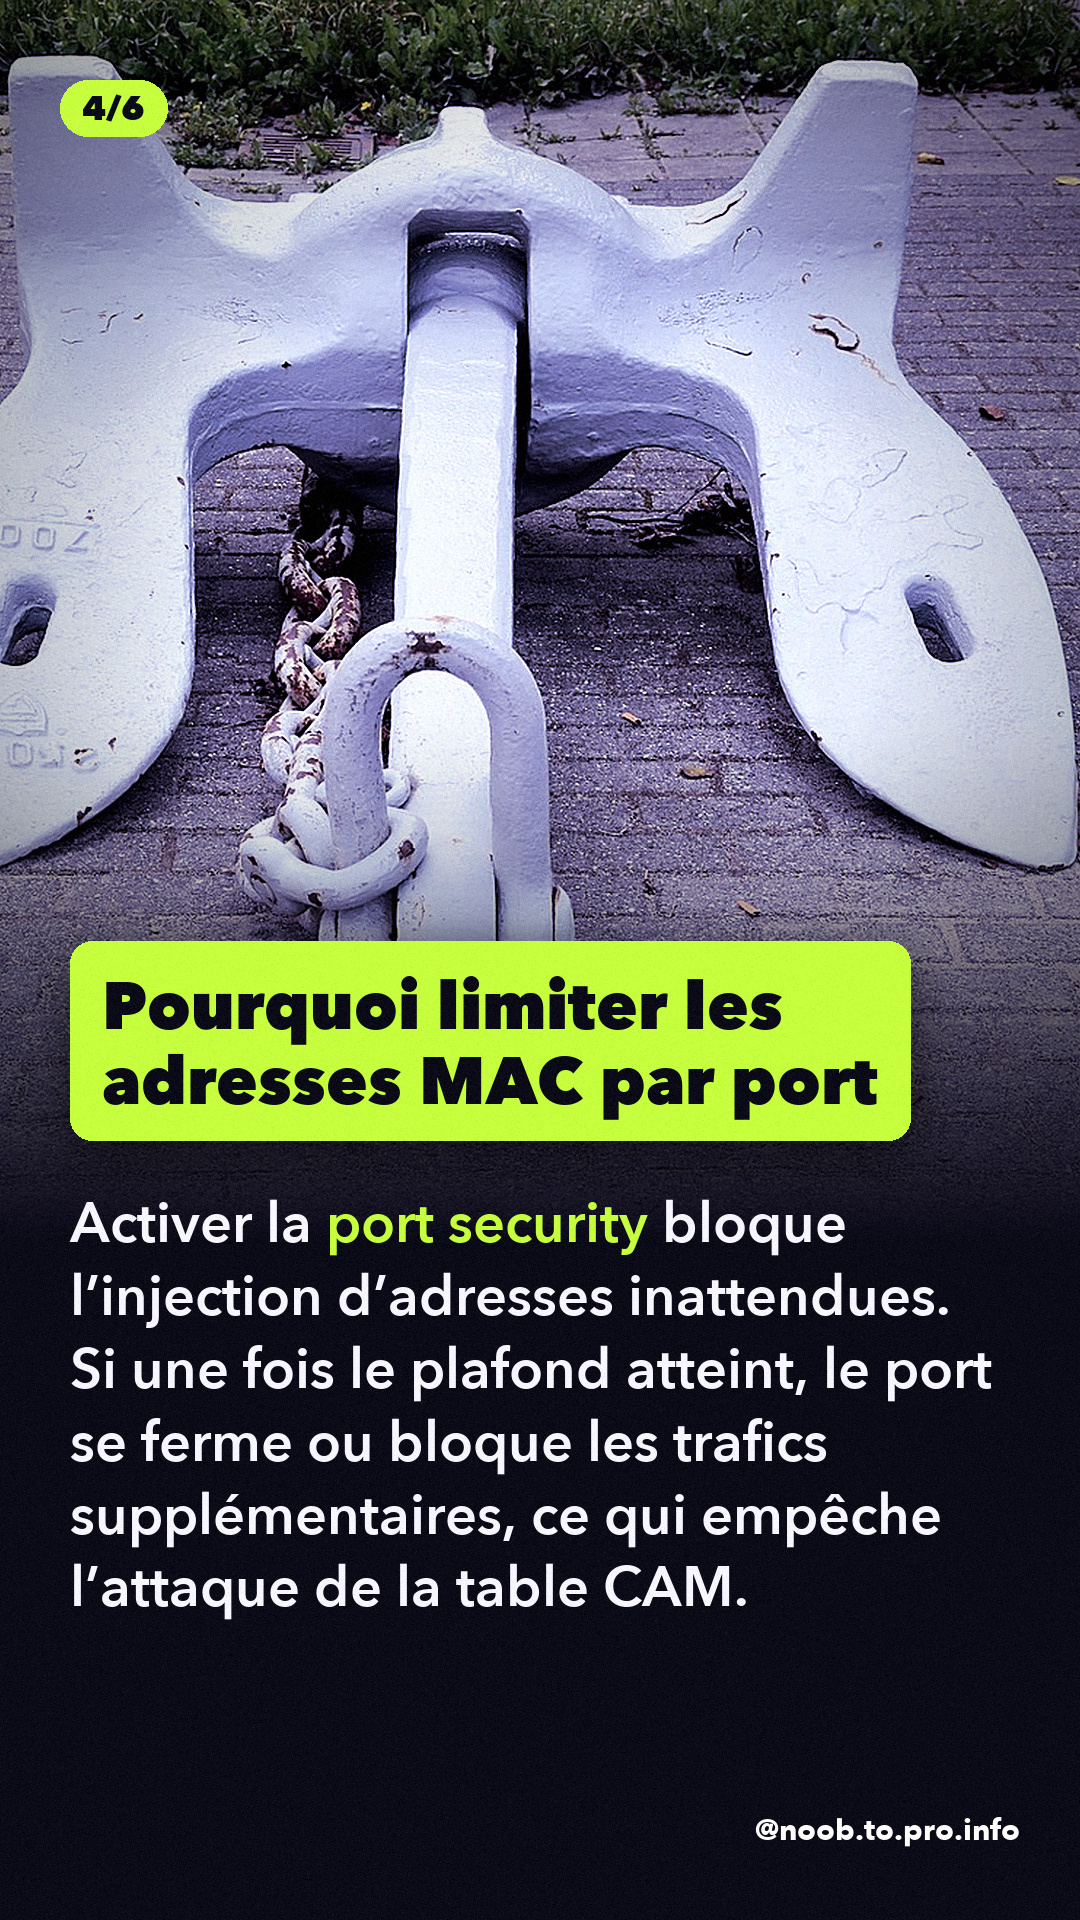 4/6
Pourquoi limiter les
adresses MAC par port
Activer la port security bloque
l’injection d’adresses inattendues.
Si une fois le plafond atteint, le port
se ferme ou bloque les trafics
supplémentaires, ce qui empêche
l’attaque de la table CAM.
@noob.to.pro.info